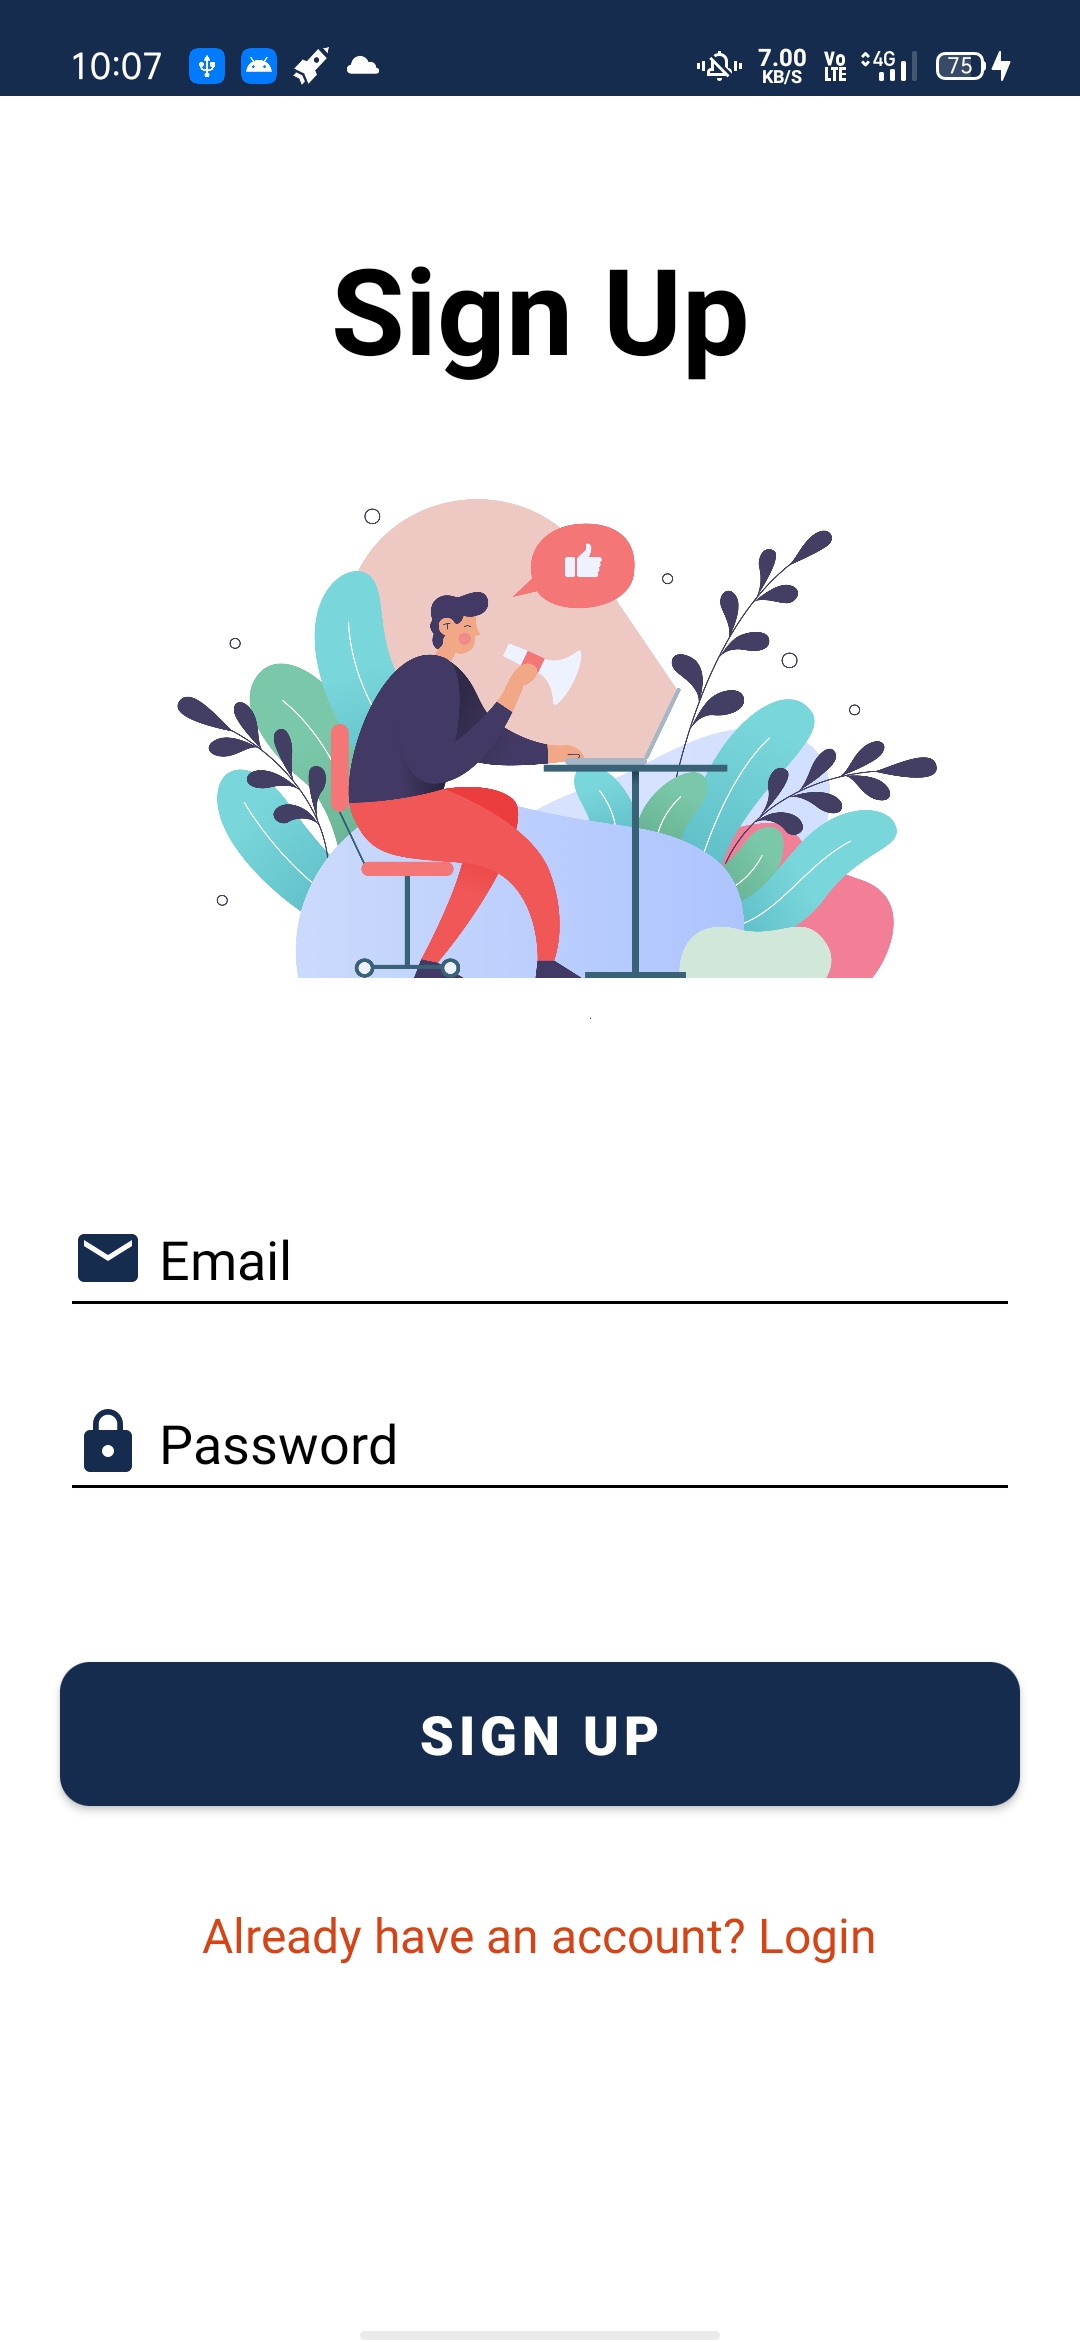 10:07 7.00 KB/S Vo LTE 4G 75
Sign Up
Email
Password
SIGN UP
Already have an account? Login